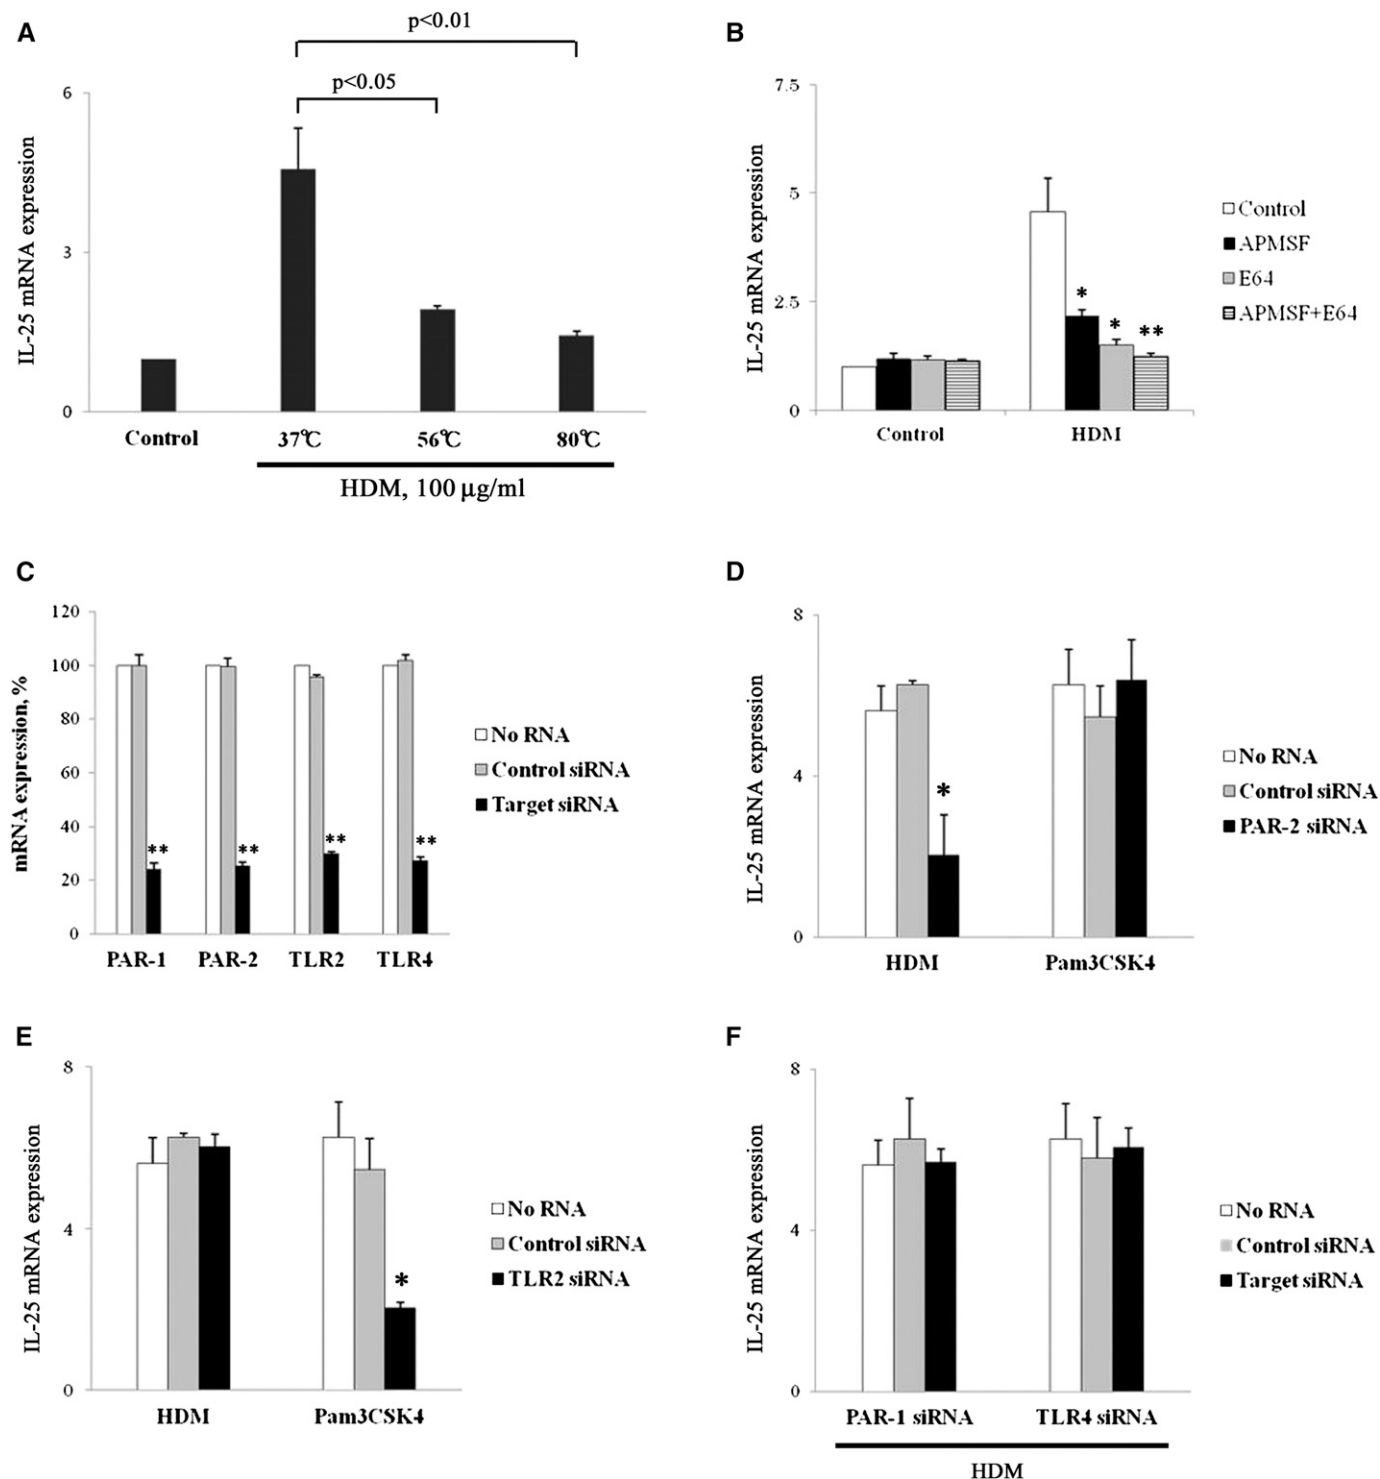 A
p<0.01
p<0.05
6
3
0
IL-25 mRNA expression
Control
37℃
56℃
80℃
HDM, 100 μg/ml
B
7.5
5
2.5
0
IL-25 mRNA expression
*
*
**
Control
HDM
Control
APMSF
E64
APMSF+E64
C
120
100
80
60
40
20
0
mRNA expression, %
**
**
**
**
PAR-1
PAR-2
TLR2
TLR4
No RNA
Control siRNA
Target siRNA
D
8
4
0
IL-25 mRNA expression
*
HDM
Pam3CSK4
No RNA
Control siRNA
PAR-2 siRNA
E
8
4
0
IL-25 mRNA expression
*
HDM
Pam3CSK4
No RNA
Control siRNA
TLR2 siRNA
F
8
4
0
IL-25 mRNA expression
PAR-1 siRNA
TLR4 siRNA
HDM
No RNA
Control siRNA
Target siRNA